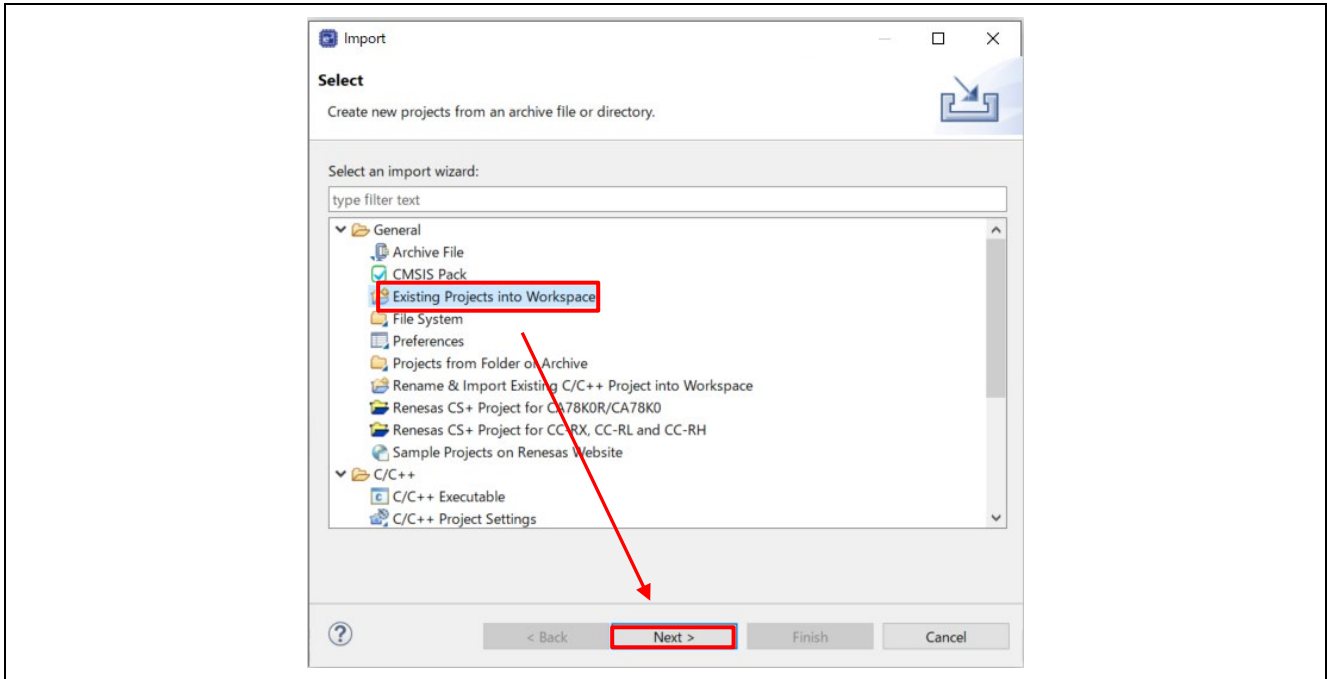 Import
Select
Create new projects from an archive file or directory.
Select an import wizard:
type filter text
General
Archive File
CMSIS Pack
Existing Projects into Workspace
File System
Preferences
Projects from Folder or Archive
Rename & Import Existing C/C++ Project into Workspace
Renesas CS+ Project for CA78K0R/CA78K0
Renesas CS+ Project for CC-RX, CC-RL and CC-RH
Sample Projects on Renesas Website
C/C++
C/C++ Executable
C/C++ Project Settings
? < Back Next > Finish Cancel